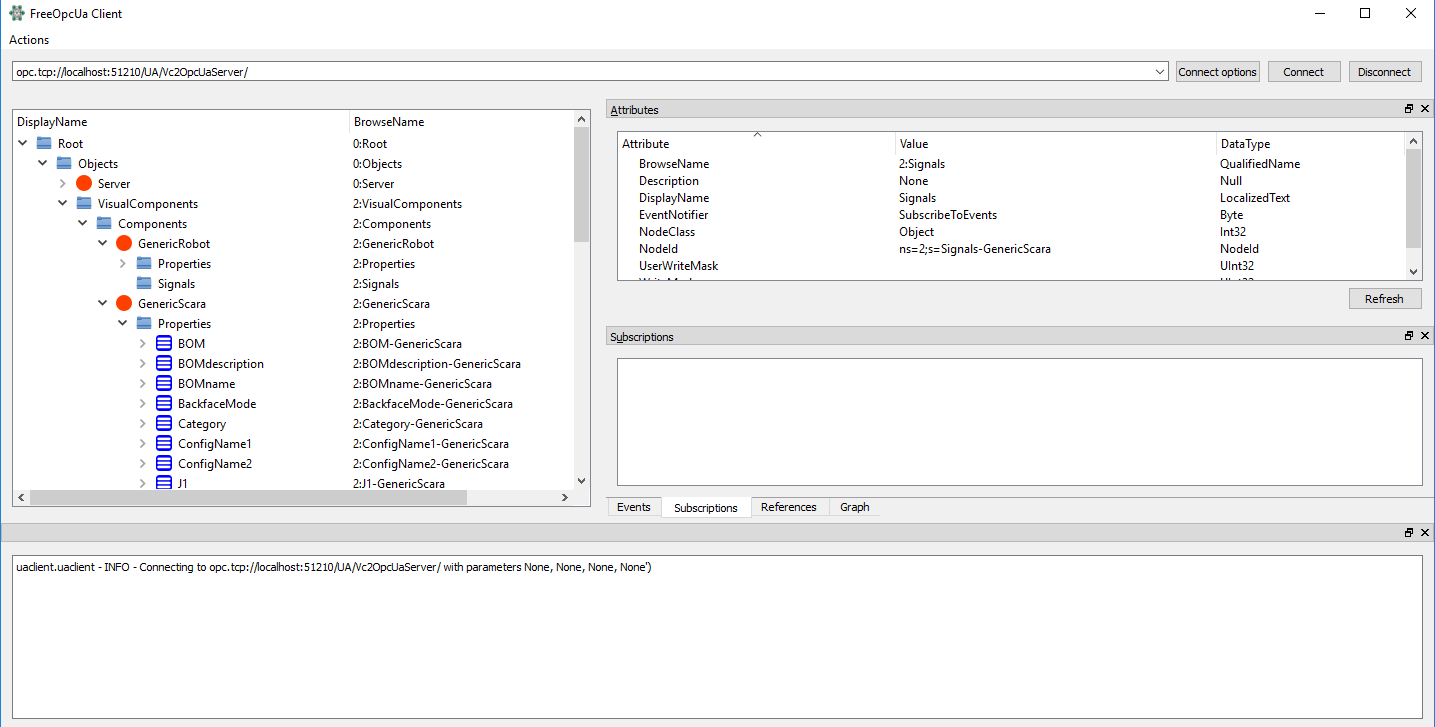 FreeOpcUa Client
Actions
opc.tcp://localhost:51210/UA/Vc2OpcUaServer/
Connect options
Connect
Disconnect
DisplayName BrowseName
Root 0:Root
Objects 0:Objects
Server 0:Server
VisualComponents 2:VisualComponents
Components 2:Components
GenericRobot 2:GenericRobot
Properties 2:Properties
Signals 2:Signals
GenericScara 2:GenericScara
Properties 2:Properties
BOM 2:BOM-GenericScara
BOMdescription 2:BOMdescription-GenericScara
BOMname 2:BOMname-GenericScara
BackfaceMode 2:BackfaceMode-GenericScara
Category 2:Category-GenericScara
ConfigName1 2:ConfigName1-GenericScara
ConfigName2 2:ConfigName2-GenericScara
J1 2:J1-GenericScara
Attributes
Attribute Value DataType
BrowseName 2:Signals QualifiedName
Description None Null
DisplayName Signals LocalizedText
EventNotifier SubscribeToEvents Byte
NodeClass Object Int32
NodeId ns=2;s=Signals-GenericScara NodeId
UserWriteMask UInt32
Refresh
Subscriptions
Events Subscriptions References Graph
uaclient.uaclient - INFO - Connecting to opc.tcp://localhost:51210/UA/Vc2OpcUaServer/ with parameters None, None, None, None')